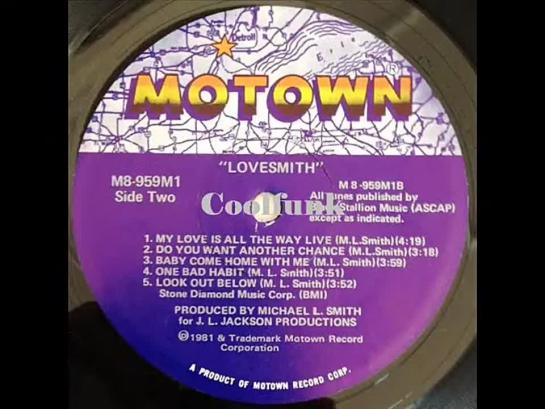 Detroit
Erie
MOTOWN
®
"LOVESMITH"
M8-959M1
Side Two
M 8-959M1B
All tunes published by
Stallion Music (ASCAP)
except as indicated.
Coolfunk
1. MY LOVE IS ALL THE WAY LIVE (M.L. Smith)(4:19)
2. DO YOU WANT ANOTHER CHANCE (M.L. Smith)(3:18)
3. BABY COME HOME WITH ME (M.L. Smith)(3:59)
4. ONE BAD HABIT (M. L. Smith)(3:51)
5. LOOK OUT BELOW (M. L. Smith)(3:52)
Stone Diamond Music Corp. (BMI)
PRODUCED BY MICHAEL L. SMITH
for J. L. JACKSON PRODUCTIONS
℗©1981 & Trademark Motown Record
Corporation
A PRODUCT OF MOTOWN RECORD CORP.